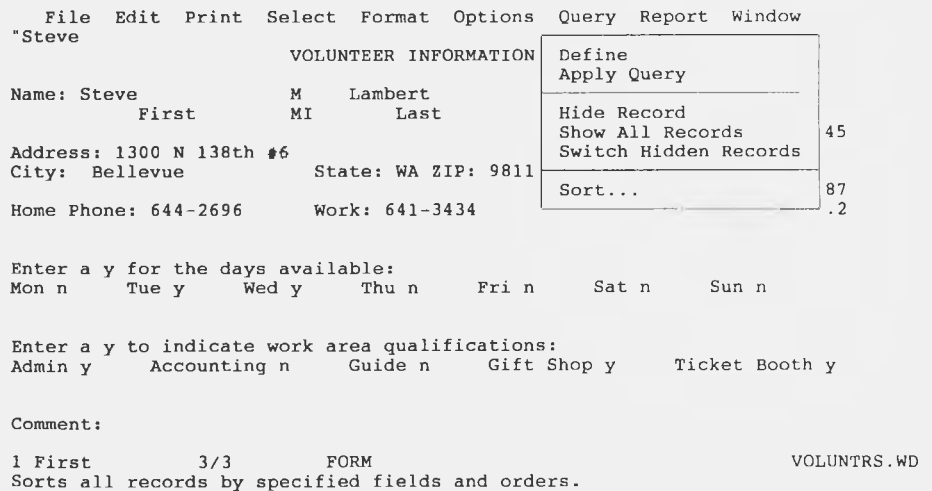 File Edit Print Select Format Options Query Report Window
"Steve
VOLUNTEER INFORMATION
Define
Apply Query
Name: Steve M Lambert
First MI Last
Hide Record
Show All Records 45
Switch Hidden Records
Address: 1300 N 138th #6
City: Bellevue State: WA ZIP: 9811
Sort... 87
Home Phone: 644-2696 Work: 641-3434 .2
Enter a y for the days available:
Mon n Tue y Wed y Thu n Fri n Sat n Sun n
Enter a y to indicate work area qualifications:
Admin y Accounting n Guide n Gift Shop y Ticket Booth y
Comment:
1 First 3/3 FORM VOLUNTRS.WD
Sorts all records by specified fields and orders.